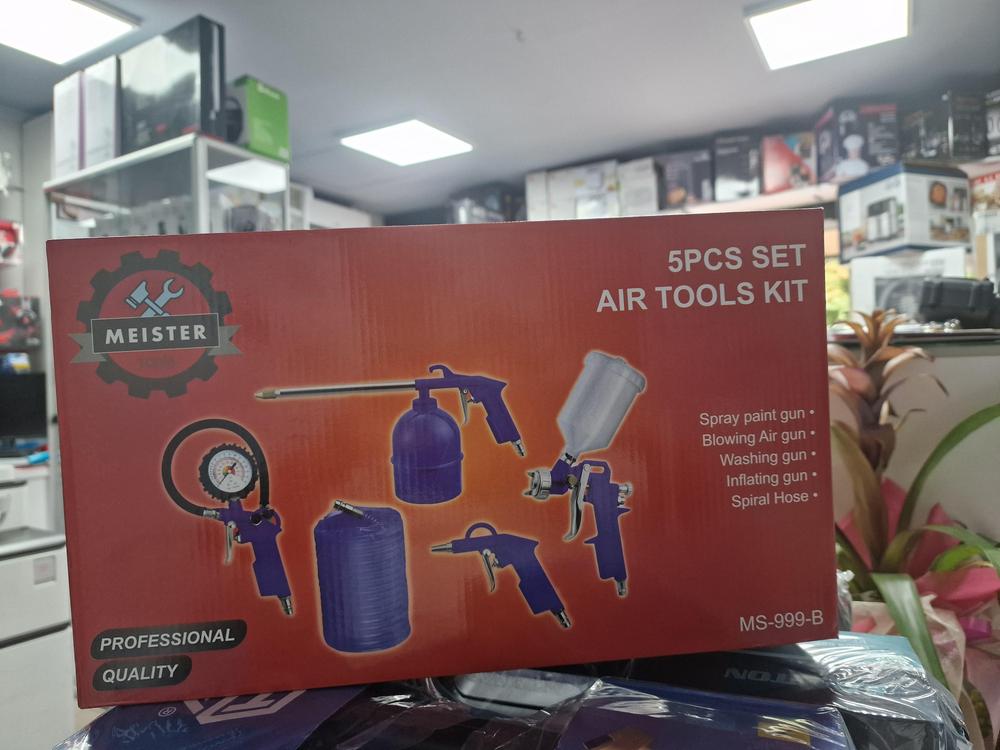 MEISTER
5PCS SET
AIR TOOLS KIT
Spray paint gun •
Blowing Air gun •
Washing gun •
Inflating gun •
Spiral Hose •
PROFESSIONAL
QUALITY
MS-999-B
TON